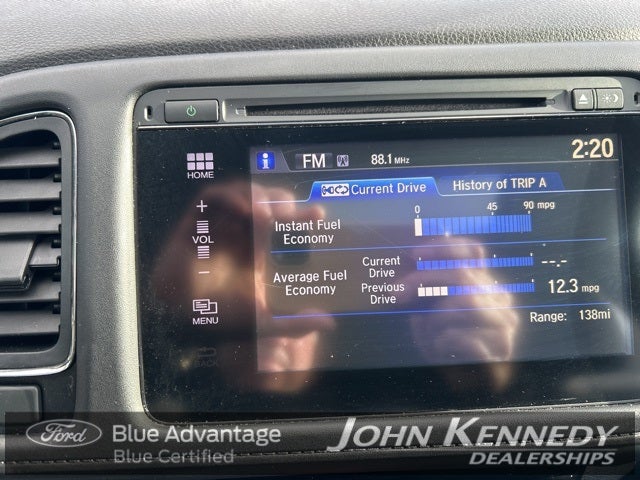 2:20
i FM 88.1 MHz
HOME
Current Drive History of TRIP A
+
VOL
−
0 45 90 mpg
Instant Fuel
Economy
Average Fuel
Economy
Current
Drive
--.-
Previous
Drive
12.3 mpg
MENU
Range: 138mi
BACK
Ford
Blue Advantage
Blue Certified
JOHN KENNEDY
DEALERSHIPS